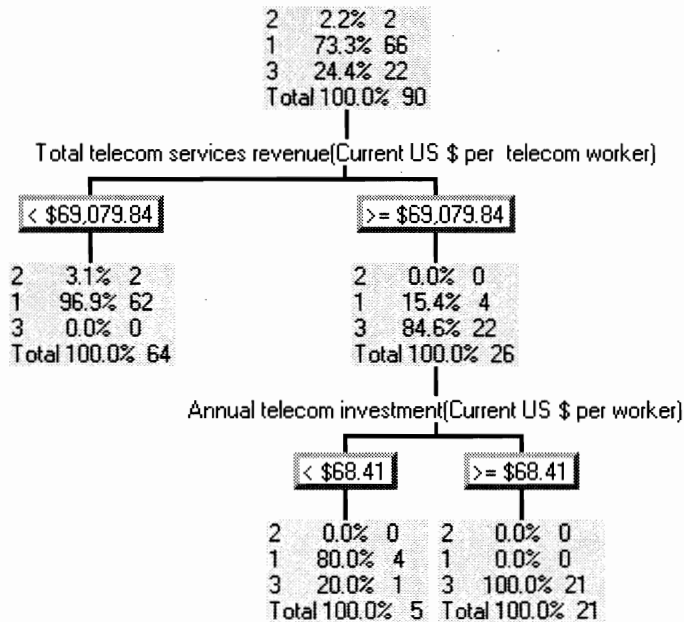 2 2.2% 2
1 73.3% 66
3 24.4% 22
Total 100.0% 90
Total telecom services revenue(Current US $ per telecom worker)
< $69,079.84
>= $69,079.84
2 3.1% 2
1 96.9% 62
3 0.0% 0
Total 100.0% 64
2 0.0% 0
1 15.4% 4
3 84.6% 22
Total 100.0% 26
Annual telecom investment(Current US $ per worker)
< $68.41
>= $68.41
2 0.0% 0
1 80.0% 4
3 20.0% 1
Total 100.0% 5
2 0.0% 0
1 0.0% 0
3 100.0% 21
Total 100.0% 21